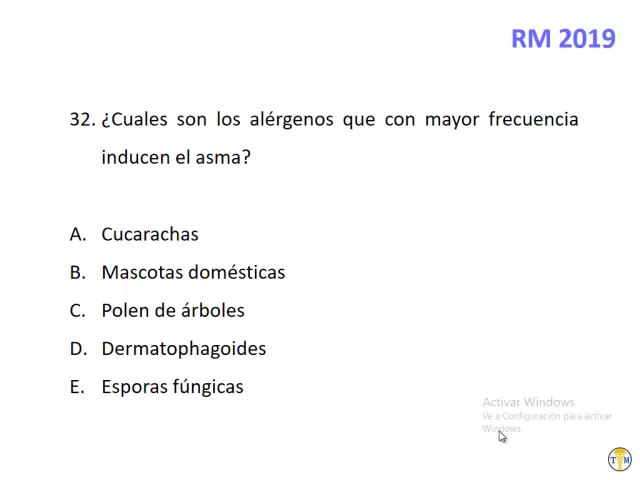 RM 2019
32. ¿Cuales son los alérgenos que con mayor frecuencia
inducen el asma?
A. Cucarachas
B. Mascotas domésticas
C. Polen de árboles
D. Dermatophagoides
E. Esporas fúngicas
Activar Windows
Ve a Configuración para activar
Windows.
T M